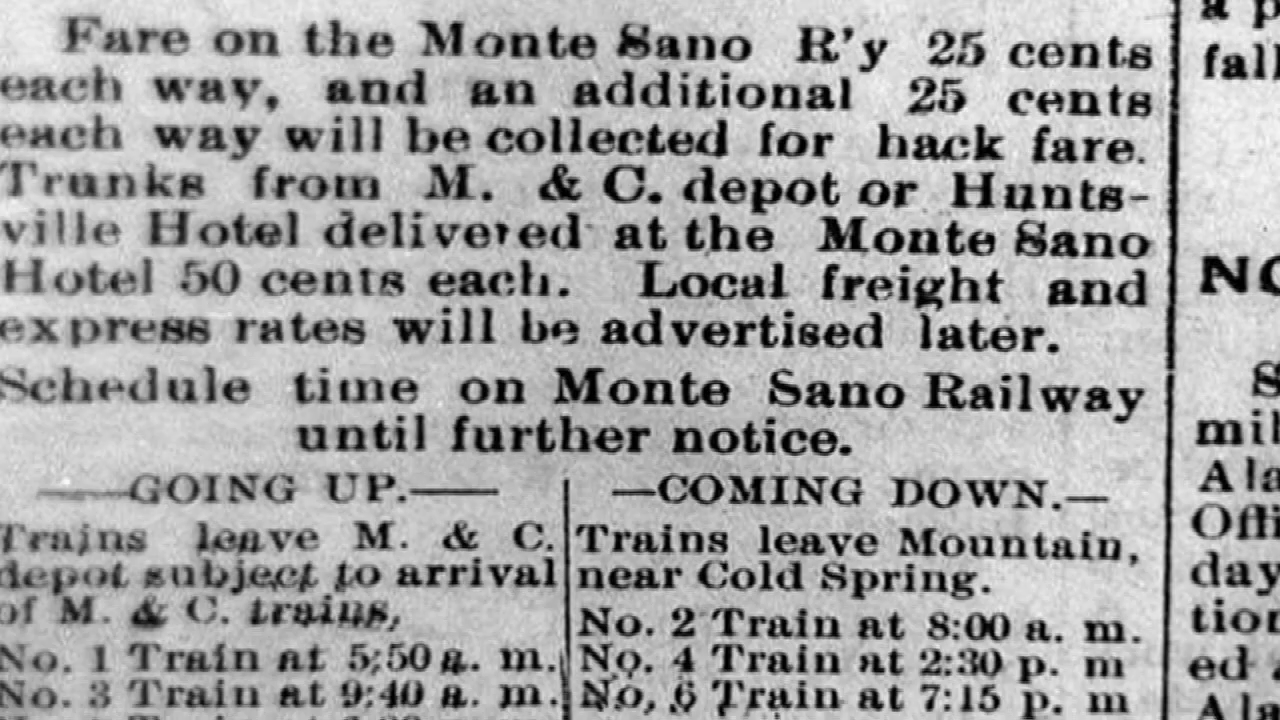 Fare on the Monte Sano R'y 25 cents
each way, and an additional 25 cents
each way will be collected for hack fare.
Trunks from M. & C. depot or Hunts-
ville Hotel delivered at the Monte Sano
Hotel 50 cents each. Local freight and
express rates will be advertised later.
Schedule time on Monte Sano Railway
until further notice.
——GOING UP.——
Trains leave M. & C.
depot subject to arrival
of M. & C. trains,
No. 1 Train at 5;50 a. m.
No. 3 Train at 9:40 a. m.
—COMING DOWN.—
Trains leave Mountain,
near Cold Spring.
No. 2 Train at 8:00 a. m.
No. 4 Train at 2:30 p. m
No, 6 Train at 7:15 p. m
a p
fall
NO
S
mil
Ala
Offi
day
tion
ed
Ala